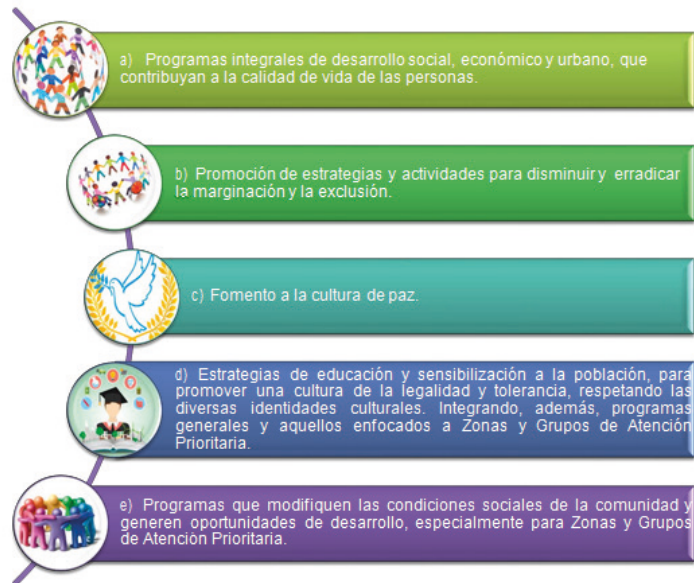 a) Programas integrales de desarrollo social, económico y urbano, que
contribuyan a la calidad de vida de las personas.
b) Promoción de estrategias y actividades para disminuir y erradicar
la marginación y la exclusión.
c) Fomento a la cultura de paz.
d) Estrategias de educación y sensibilización a la población, para
promover una cultura de la legalidad y tolerancia, respetando las
diversas identidades culturales. Integrando, además, programas
generales y aquellos enfocados a Zonas y Grupos de Atención
Prioritaria.
e) Programas que modifiquen las condiciones sociales de la comunidad y
generen oportunidades de desarrollo, especialmente para Zonas y Grupos
de Atención Prioritaria.